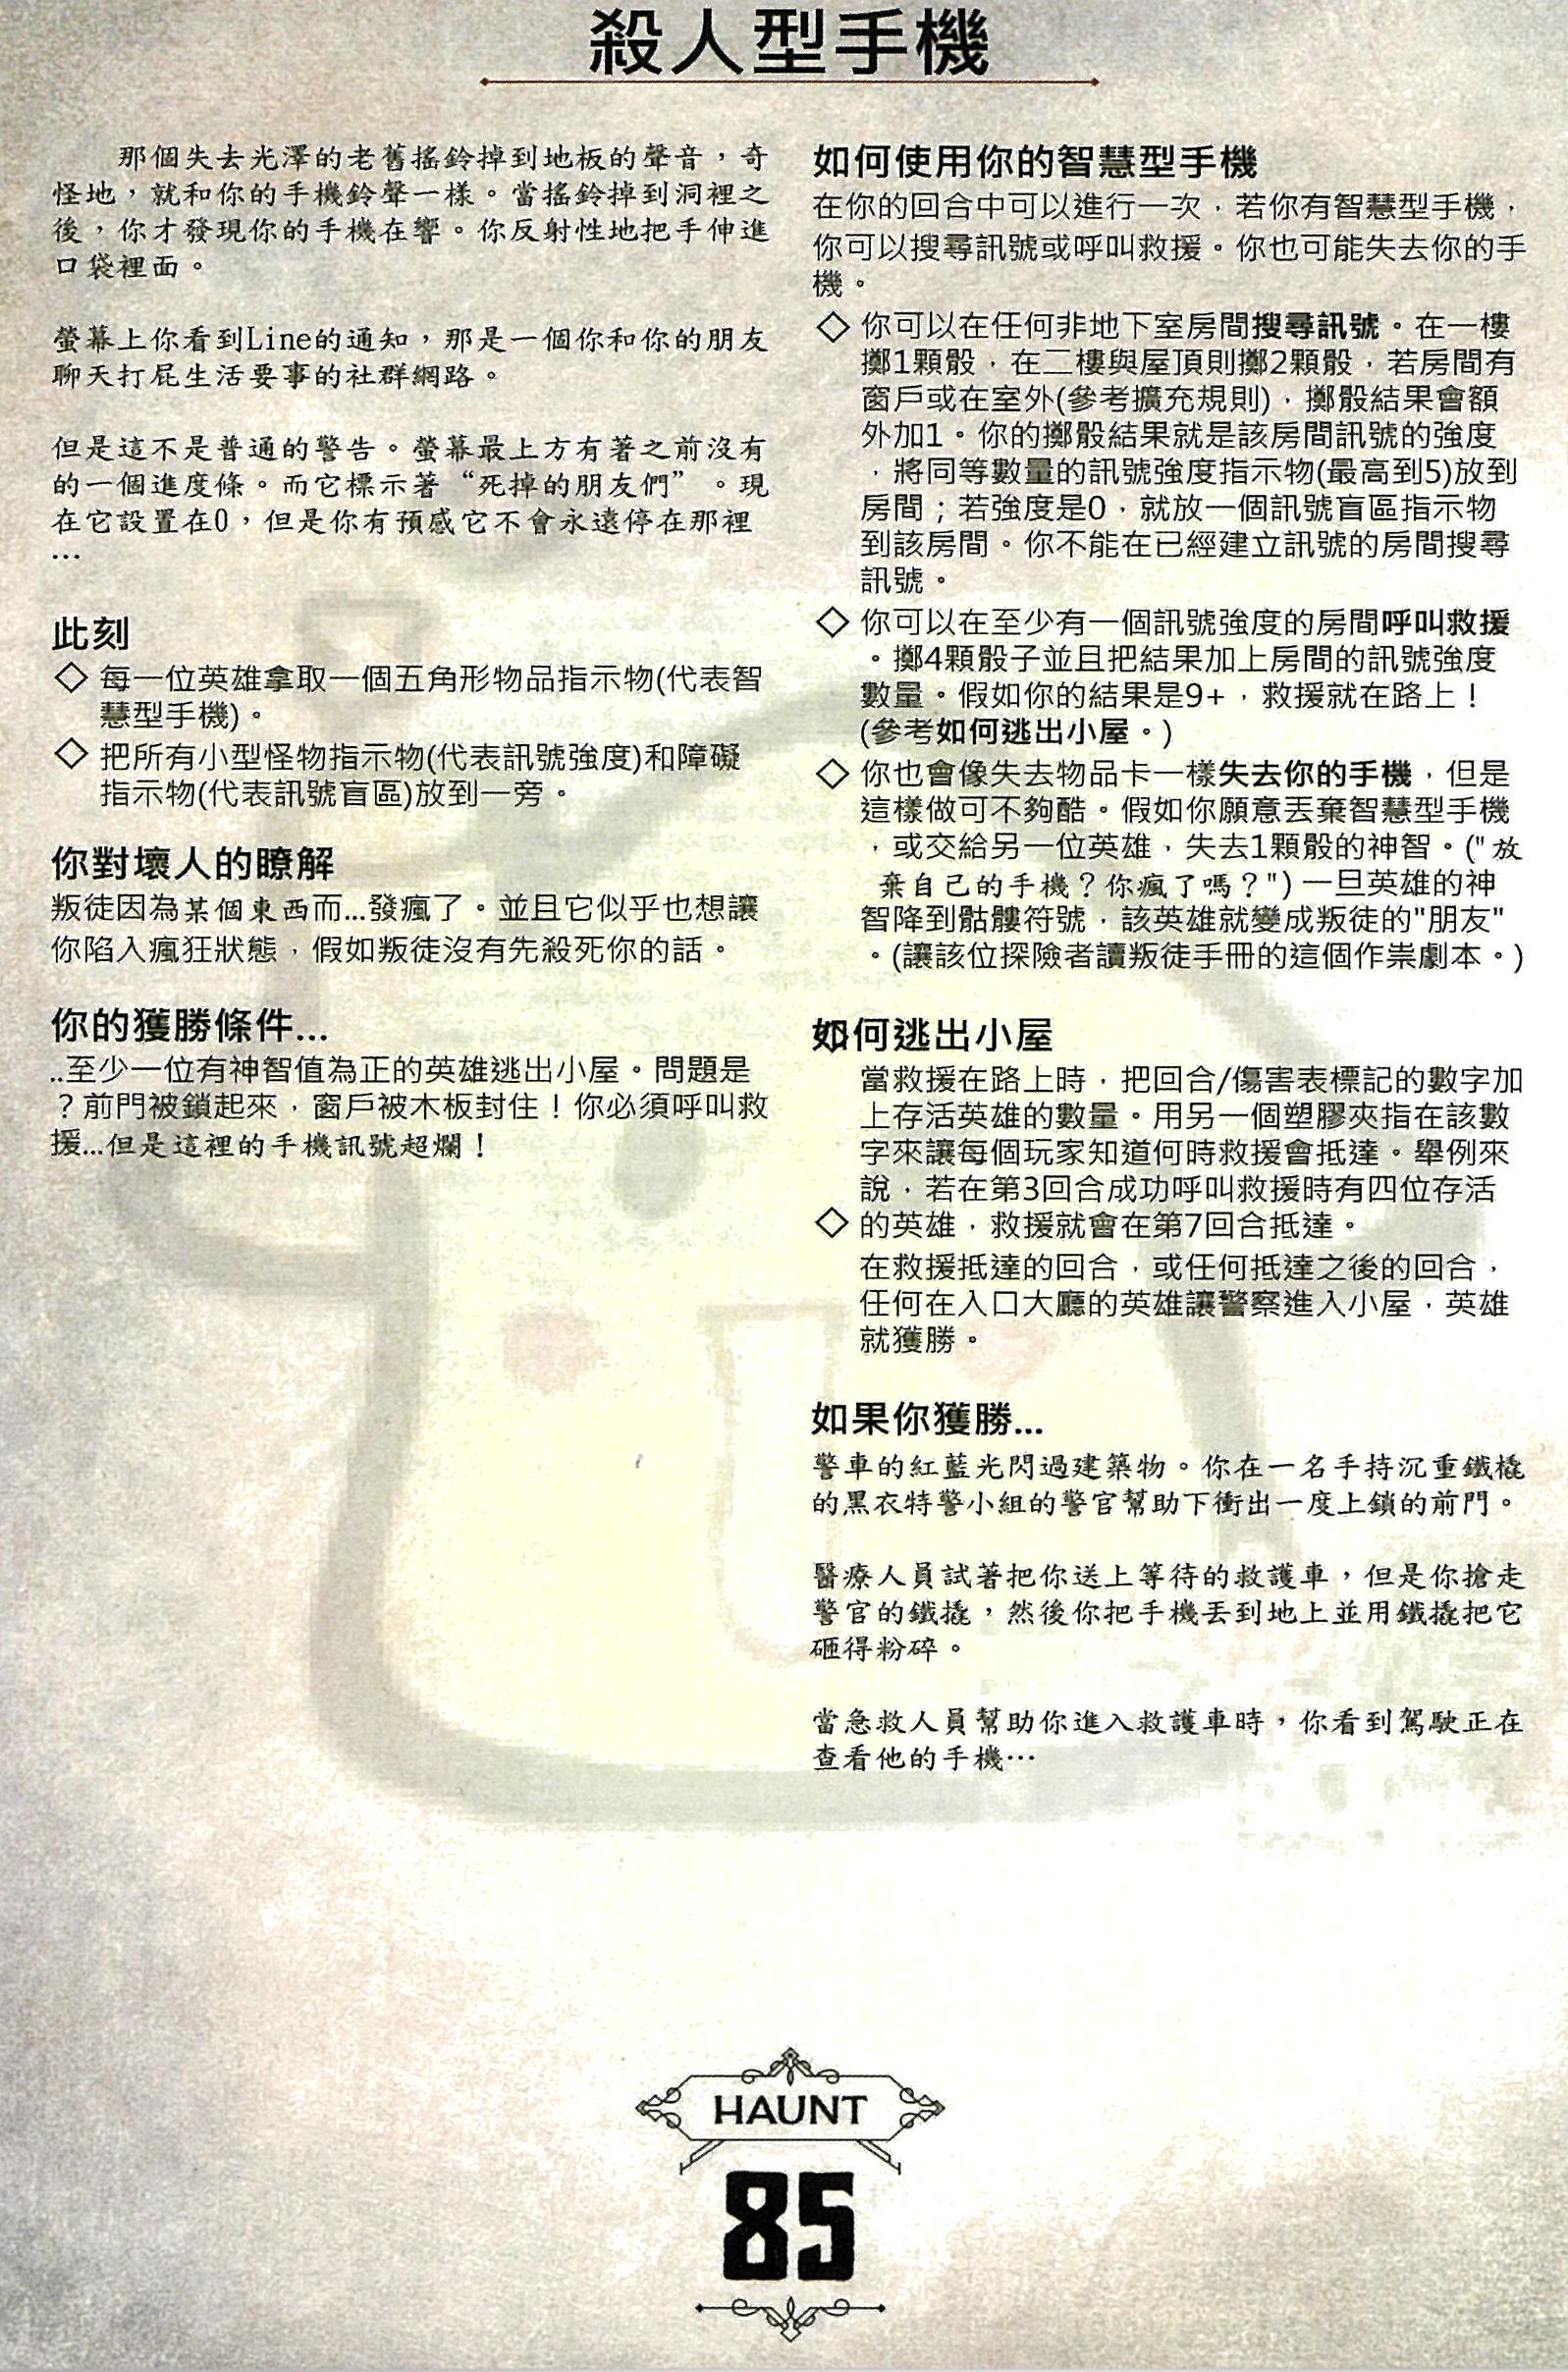 殺人型手機
那個失去光澤的老舊搖鈴掉到地板的聲音，奇
怪地，就和你的手機鈴聲一樣。當搖鈴掉到洞裡之
後，你才發現你的手機在響。你反射性地把手伸進
口袋裡面。
螢幕上你看到Line的通知，那是一個你和你的朋友
聊天打屁生活要事的社群網路。
但是這不是普通的警告。螢幕最上方有著之前沒有
的一個進度條。而它標示著“死掉的朋友們”。現
在它設置在0，但是你有預感它不會永遠停在那裡
…
此刻
◇ 每一位英雄拿取一個五角形物品指示物(代表智
慧型手機)。
◇ 把所有小型怪物指示物(代表訊號強度)和障礙
指示物(代表訊號盲區)放到一旁。
你對壞人的瞭解
叛徒因為某個東西而...發瘋了。並且它似乎也想讓
你陷入瘋狂狀態，假如叛徒沒有先殺死你的話。
你的獲勝條件...
..至少一位有神智值為正的英雄逃出小屋。問題是
？前門被鎖起來，窗戶被木板封住！你必須呼叫救
援...但是這裡的手機訊號超爛！
如何使用你的智慧型手機
在你的回合中可以進行一次，若你有智慧型手機，
你可以搜尋訊號或呼叫救援。你也可能失去你的手
機。
◇ 你可以在任何非地下室房間搜尋訊號。在一樓
擲1顆骰，在二樓與屋頂則擲2顆骰，若房間有
窗戶或在室外(參考擴充規則)，擲骰結果會額
外加1。你的擲骰結果就是該房間訊號的強度
，將同等數量的訊號強度指示物(最高到5)放到
房間；若強度是0，就放一個訊號盲區指示物
到該房間。你不能在已經建立訊號的房間搜尋
訊號。
◇ 你可以在至少有一個訊號強度的房間呼叫救援
。擲4顆骰子並且把結果加上房間的訊號強度
數量。假如你的結果是9+，救援就在路上！
(參考如何逃出小屋。)
◇ 你也會像失去物品卡一樣失去你的手機，但是
這樣做可不夠酷。假如你願意丟棄智慧型手機
，或交給另一位英雄，失去1顆骰的神智。("放
棄自己的手機？你瘋了嗎？") 一旦英雄的神
智降到骷髏符號，該英雄就變成叛徒的"朋友"
。(讓該位探險者讀叛徒手冊的這個作祟劇本。)
如何逃出小屋
當救援在路上時，把回合/傷害表標記的數字加
上存活英雄的數量。用另一個塑膠夾指在該數
字來讓每個玩家知道何時救援會抵達。舉例來
說，若在第3回合成功呼叫救援時有四位存活
◇ 的英雄，救援就會在第7回合抵達。
在救援抵達的回合，或任何抵達之後的回合，
任何在入口大廳的英雄讓警察進入小屋，英雄
就獲勝。
如果你獲勝...
警車的紅藍光閃過建築物。你在一名手持沉重鐵橇
的黑衣特警小組的警官幫助下衝出一度上鎖的前門。
醫療人員試著把你送上等待的救護車，但是你搶走
警官的鐵撬，然後你把手機丟到地上並用鐵撬把它
砸得粉碎。
當急救人員幫助你進入救護車時，你看到駕駛正在
查看他的手機…
HAUNT
85